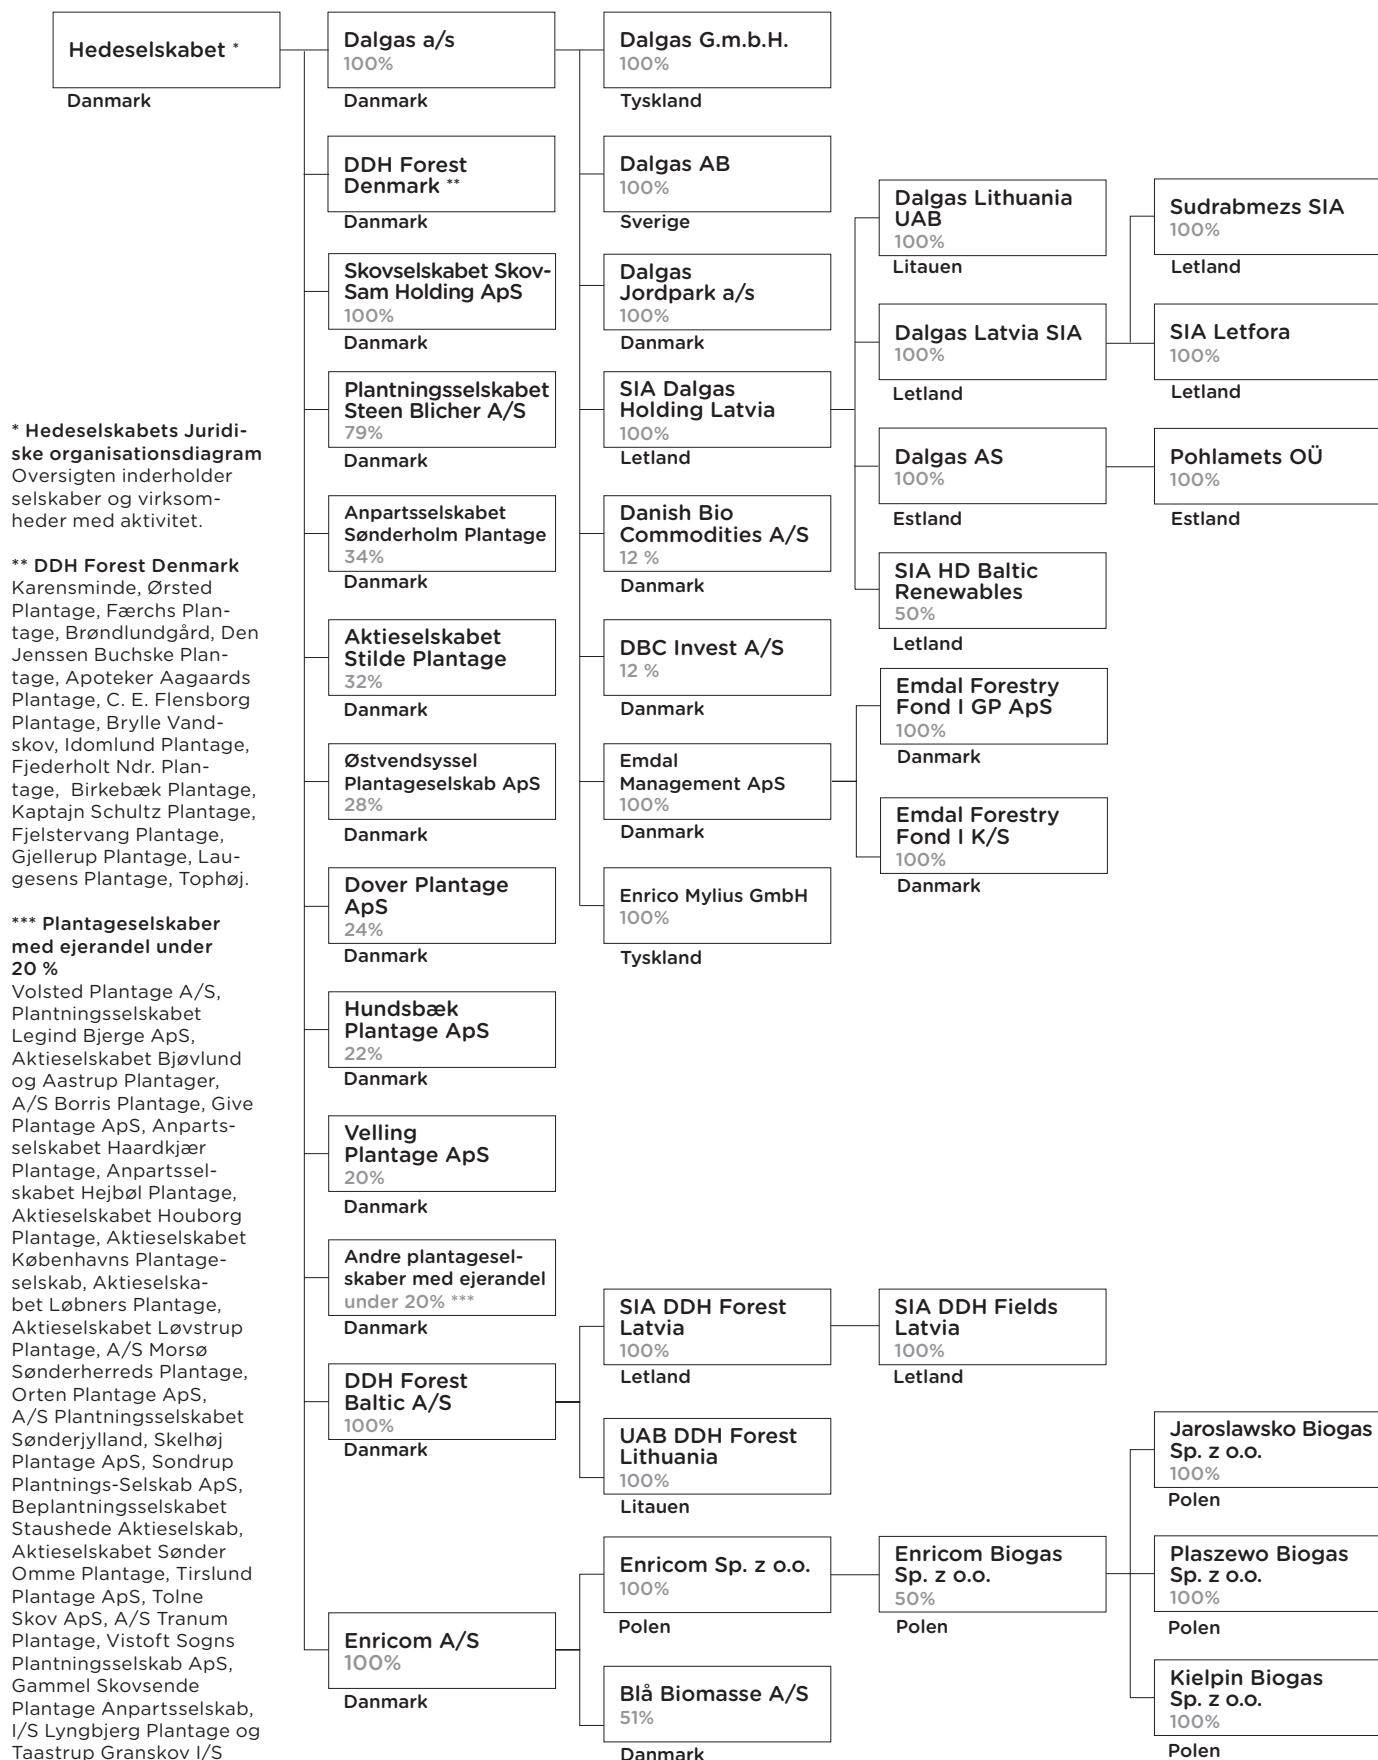 Hedeselskabet *
Danmark
* Hedeselskabets Juridi-
ske organisationsdiagram
Oversigten inderholder
selskaber og virksom-
heder med aktivitet.
** DDH Forest Denmark
Karensminde, Ørsted
Plantage, Færchs Plan-
tage, Brøndlundgård, Den
Jenssen Buchske Plan-
tage, Apoteker Aagaards
Plantage, C. E. Flensborg
Plantage, Brylle Vand-
skov, Idomlund Plantage,
Fjederholt Ndr. Plan-
tage, Birkebæk Plantage,
Kaptajn Schultz Plantage,
Fjelstervang Plantage,
Gjellerup Plantage, Lau-
gesens Plantage, Tophøj.
*** Plantageselskaber
med ejerandel under
20 %
Volsted Plantage A/S,
Plantningsselskabet
Legind Bjerge ApS,
Aktieselskabet Bjøvlund
og Aastrup Plantager,
A/S Borris Plantage, Give
Plantage ApS, Anparts-
selskabet Haardkjær
Plantage, Anpartssel-
skabet Hejbøl Plantage,
Aktieselskabet Houborg
Plantage, Aktieselskabet
Københavns Plantage-
selskab, Aktieselska-
bet Løbners Plantage,
Aktieselskabet Løvstrup
Plantage, A/S Morsø
Sønderherreds Plantage,
Orten Plantage ApS,
A/S Plantningsselskabet
Sønderjylland, Skelhøj
Plantage ApS, Sondrup
Plantnings-Selskab ApS,
Beplantningsselskabet
Staushede Aktieselskab,
Aktieselskabet Sønder
Omme Plantage, Tirslund
Plantage ApS, Tolne
Skov ApS, A/S Tranum
Plantage, Vistoft Sogns
Plantningsselskab ApS,
Gammel Skovsende
Plantage Anpartsselskab,
I/S Lyngbjerg Plantage og
Taastrup Granskov I/S
Dalgas a/s
100%
Danmark
DDH Forest
Denmark **
Danmark
Skovselskabet Skov-
Sam Holding ApS
100%
Danmark
Plantningsselskabet
Steen Blicher A/S
79%
Danmark
Anpartsselskabet
Sønderholm Plantage
34%
Danmark
Aktieselskabet
Stilde Plantage
32%
Danmark
Østvendsyssel
Plantageselskab ApS
28%
Danmark
Dover Plantage
ApS
24%
Danmark
Hundsbæk
Plantage ApS
22%
Danmark
Velling
Plantage ApS
20%
Danmark
Andre plantagesel-
skaber med ejerandel
under 20% ***
Danmark
DDH Forest
Baltic A/S
100%
Danmark
Enricom A/S
100%
Danmark
Dalgas G.m.b.H.
100%
Tyskland
Dalgas AB
100%
Sverige
Dalgas
Jordpark a/s
100%
Danmark
SIA Dalgas
Holding Latvia
100%
Letland
Danish Bio
Commodities A/S
12 %
Danmark
DBC Invest A/S
12 %
Danmark
Emdal
Management ApS
100%
Danmark
Enrico Mylius GmbH
100%
Tyskland
SIA DDH Forest
Latvia
100%
Letland
UAB DDH Forest
Lithuania
100%
Litauen
Enricom Sp. z o.o.
100%
Polen
Blå Biomasse A/S
51%
Danmark
Dalgas Lithuania
UAB
100%
Litauen
Dalgas Latvia SIA
100%
Letland
Dalgas AS
100%
Estland
SIA HD Baltic
Renewables
50%
Letland
Emdal Forestry
Fond I GP ApS
100%
Danmark
Emdal Forestry
Fond I K/S
100%
Danmark
SIA DDH Fields
Latvia
100%
Letland
Enricom Biogas
Sp. z o.o.
50%
Polen
Sudrabmezs SIA
100%
Letland
SIA Letfora
100%
Letland
Pohlamets OÜ
100%
Estland
Jaroslawsko Biogas
Sp. z o.o.
100%
Polen
Plaszewo Biogas
Sp. z o.o.
100%
Polen
Kielpin Biogas
Sp. z o.o.
100%
Polen